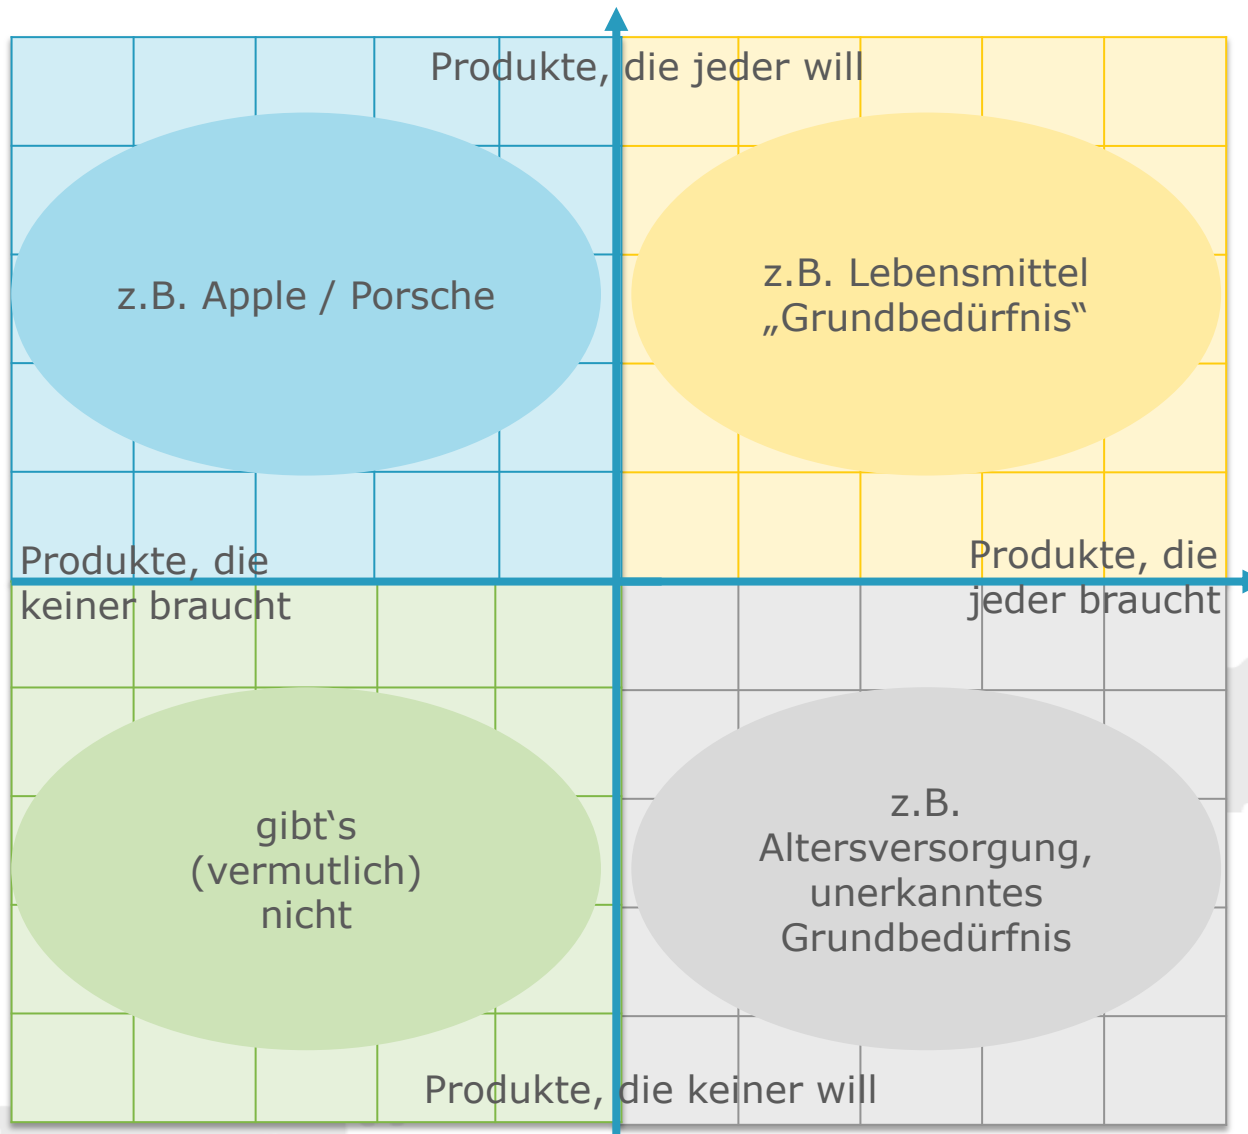 Produkte, die jeder will
z.B. Apple / Porsche
z.B. Lebensmittel
„Grundbedürfnis“
Produkte, die
keiner braucht
Produkte, die
jeder braucht
gibt‘s
(vermutlich)
nicht
z.B.
Altersversorgung,
unerkanntes
Grundbedürfnis
Produkte, die keiner will